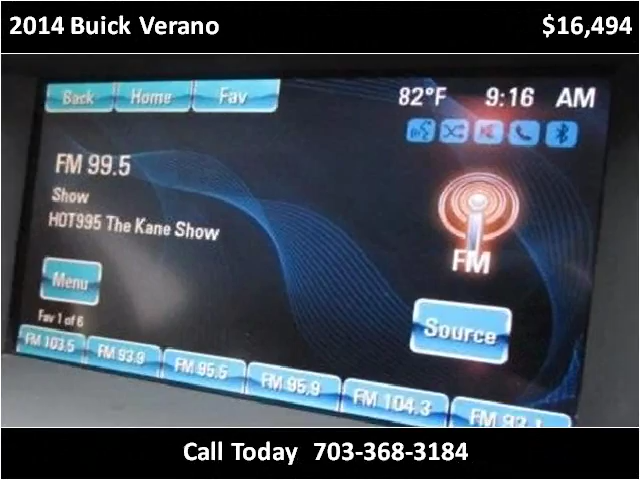 2014 Buick Verano $16,494
Back Home Fav 82°F 9:16 AM
FM 99.5
Show
HOT995 The Kane Show
FM
Menu
Fav 1 of 6
Source
FM 103.5 FM 93.9 FM 95.5 FM 95.9 FM 104.3 FM
Call Today 703-368-3184